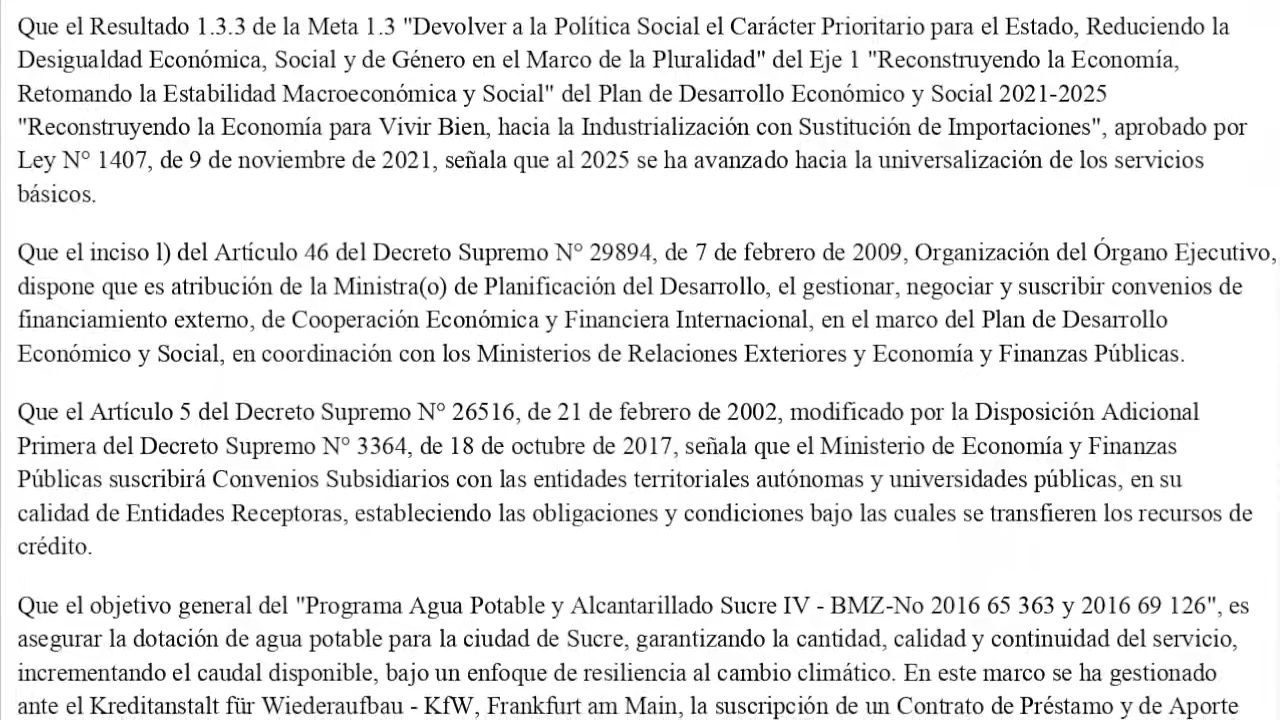 Que el Resultado 1.3.3 de la Meta 1.3 "Devolver a la Política Social el Carácter Prioritario para el Estado, Reduciendo la
Desigualdad Económica, Social y de Género en el Marco de la Pluralidad" del Eje 1 "Reconstruyendo la Economía,
Retomando la Estabilidad Macroeconómica y Social" del Plan de Desarrollo Económico y Social 2021-2025
"Reconstruyendo la Economía para Vivir Bien, hacia la Industrialización con Sustitución de Importaciones", aprobado por
Ley N° 1407, de 9 de noviembre de 2021, señala que al 2025 se ha avanzado hacia la universalización de los servicios
básicos.
Que el inciso l) del Artículo 46 del Decreto Supremo N° 29894, de 7 de febrero de 2009, Organización del Órgano Ejecutivo,
dispone que es atribución de la Ministra(o) de Planificación del Desarrollo, el gestionar, negociar y suscribir convenios de
financiamiento externo, de Cooperación Económica y Financiera Internacional, en el marco del Plan de Desarrollo
Económico y Social, en coordinación con los Ministerios de Relaciones Exteriores y Economía y Finanzas Públicas.
Que el Artículo 5 del Decreto Supremo N° 26516, de 21 de febrero de 2002, modificado por la Disposición Adicional
Primera del Decreto Supremo N° 3364, de 18 de octubre de 2017, señala que el Ministerio de Economía y Finanzas
Públicas suscribirá Convenios Subsidiarios con las entidades territoriales autónomas y universidades públicas, en su
calidad de Entidades Receptoras, estableciendo las obligaciones y condiciones bajo las cuales se transfieren los recursos de
crédito.
Que el objetivo general del "Programa Agua Potable y Alcantarillado Sucre IV - BMZ-No 2016 65 363 y 2016 69 126", es
asegurar la dotación de agua potable para la ciudad de Sucre, garantizando la cantidad, calidad y continuidad del servicio,
incrementando el caudal disponible, bajo un enfoque de resiliencia al cambio climático. En este marco se ha gestionado
ante el Kreditanstalt für Wiederaufbau - KfW, Frankfurt am Main, la suscripción de un Contrato de Préstamo y de Aporte